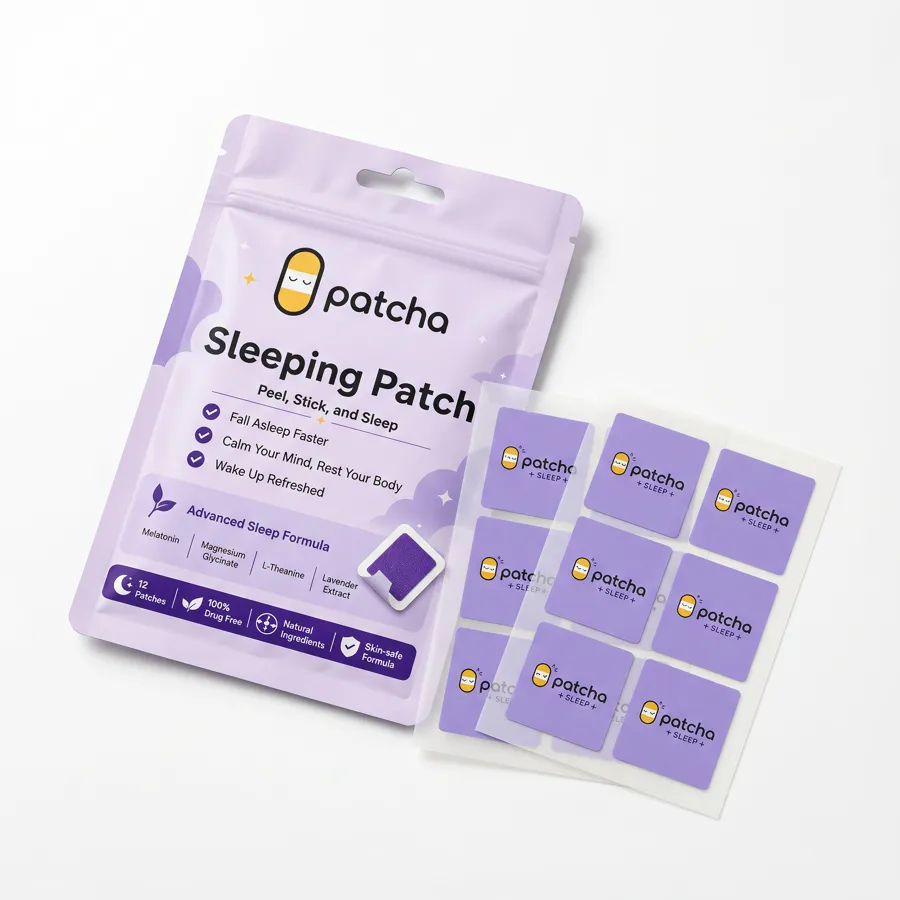 patcha
Sleeping Patch
Peel, Stick, and Sleep
Fall Asleep Faster
Calm Your Mind, Rest Your Body
Wake Up Refreshed
Advanced Sleep Formula
Melatonin
Magnesium
Glycinate
L-Theanine
Lavender
Extract
12
Patches
100%
Drug Free
Natural
Ingredients
Skin-safe
Formula
patcha
+ SLEEP +
patcha
+ SLEEP +
patcha
+ SLEEP +
patcha
patcha
+ SLEEP +
patcha
+ SLEEP +
patcha
+ SLEEP +
patcha
+ SLEEP +